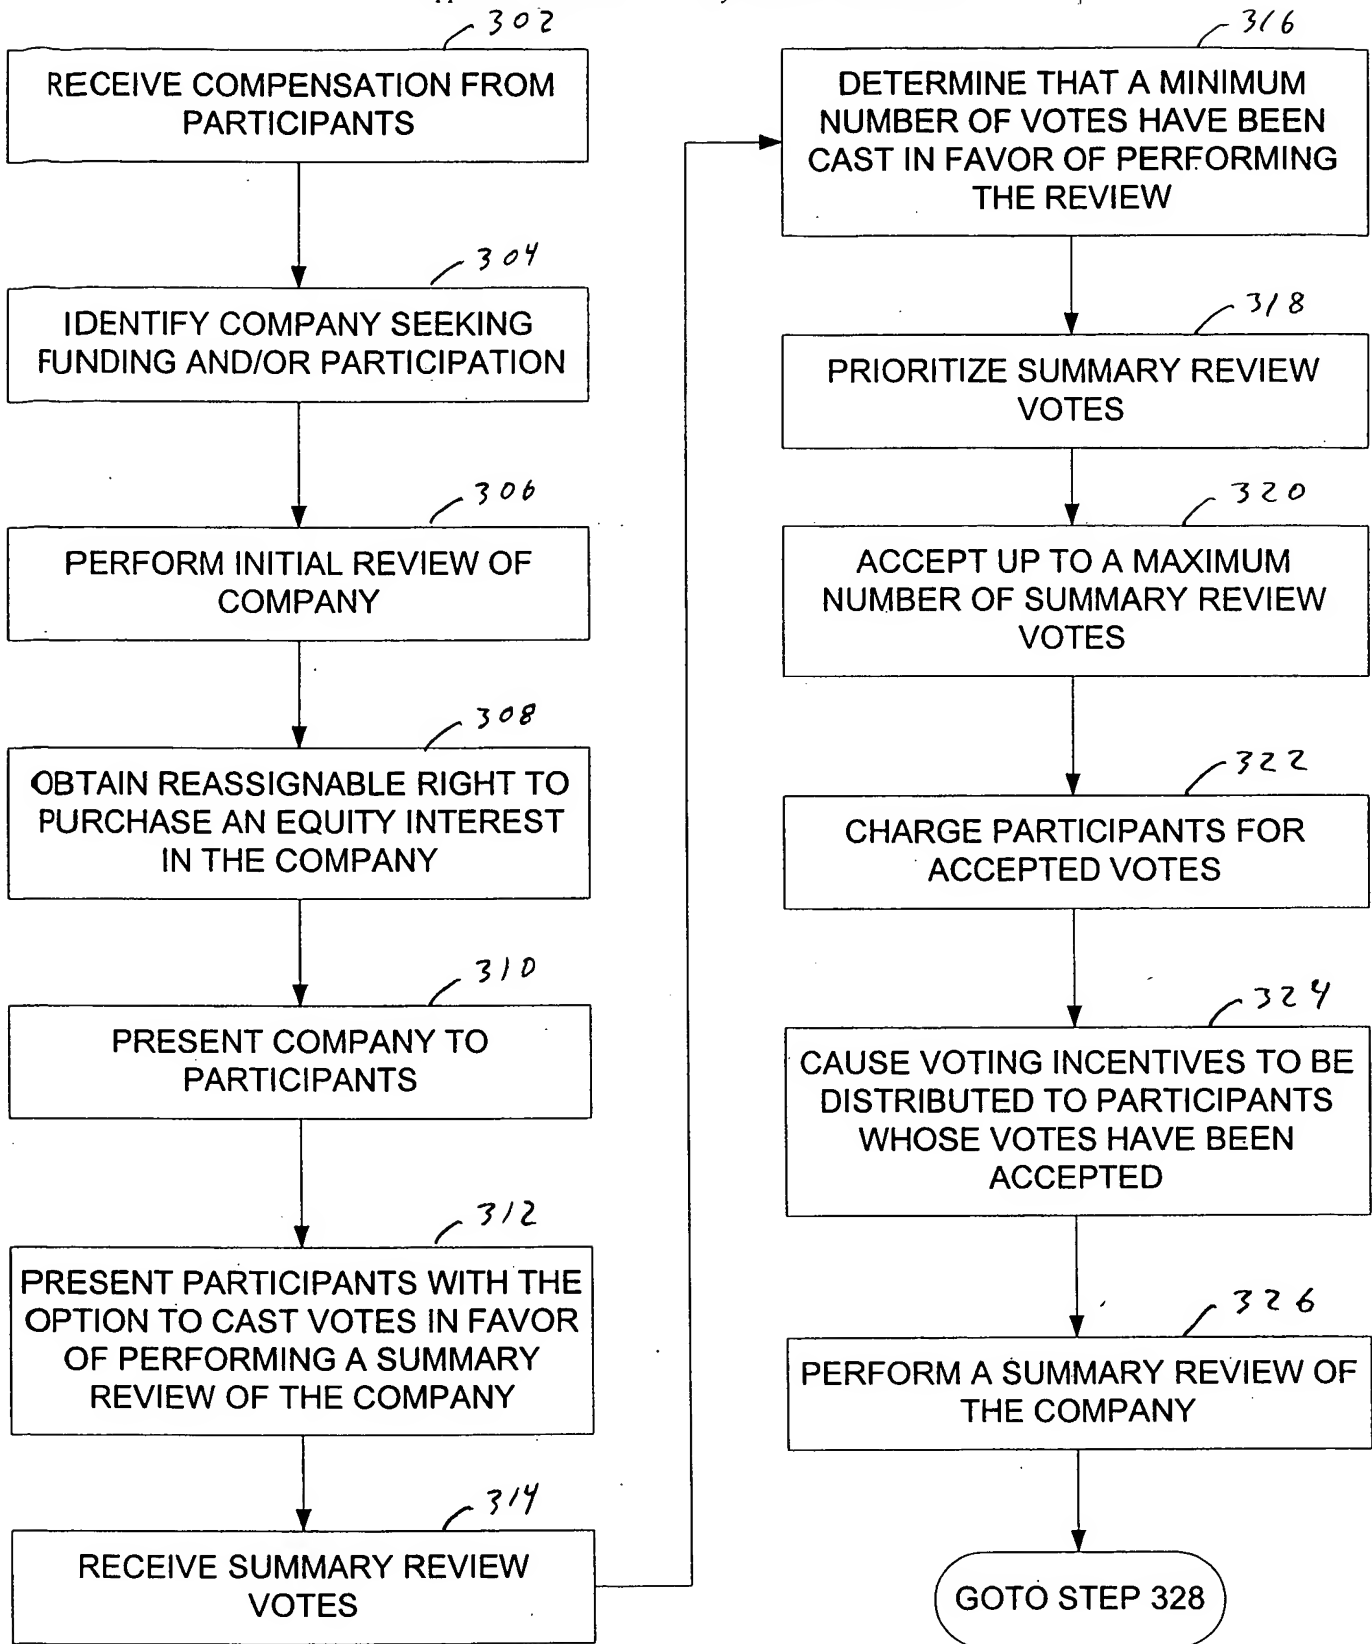 302
RECEIVE COMPENSATION FROM
PARTICIPANTS
304
IDENTIFY COMPANY SEEKING
FUNDING AND/OR PARTICIPATION
306
PERFORM INITIAL REVIEW OF
COMPANY
308
OBTAIN REASSIGNABLE RIGHT TO
PURCHASE AN EQUITY INTEREST
IN THE COMPANY
310
PRESENT COMPANY TO
PARTICIPANTS
312
PRESENT PARTICIPANTS WITH THE
OPTION TO CAST VOTES IN FAVOR
OF PERFORMING A SUMMARY
REVIEW OF THE COMPANY
314
RECEIVE SUMMARY REVIEW
VOTES
316
DETERMINE THAT A MINIMUM
NUMBER OF VOTES HAVE BEEN
CAST IN FAVOR OF PERFORMING
THE REVIEW
318
PRIORITIZE SUMMARY REVIEW
VOTES
320
ACCEPT UP TO A MAXIMUM
NUMBER OF SUMMARY REVIEW
VOTES
322
CHARGE PARTICIPANTS FOR
ACCEPTED VOTES
324
CAUSE VOTING INCENTIVES TO BE
DISTRIBUTED TO PARTICIPANTS
WHOSE VOTES HAVE BEEN
ACCEPTED
326
PERFORM A SUMMARY REVIEW OF
THE COMPANY
GOTO STEP 328